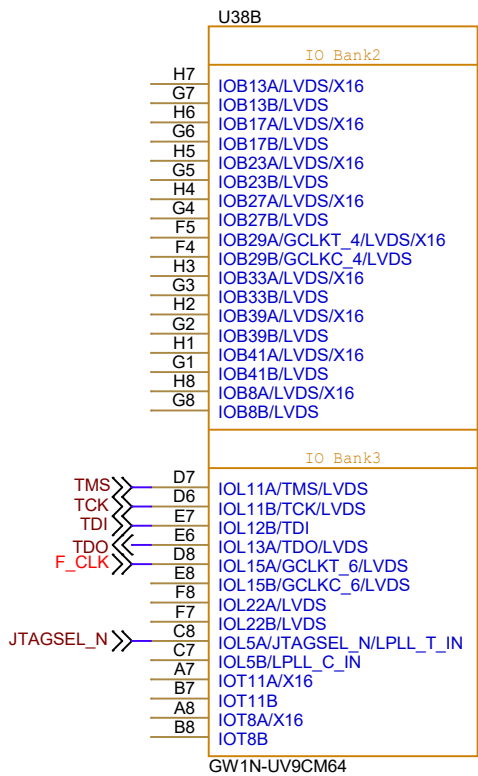 U38B
IO Bank2
H7 IOB13A/LVDS/X16
G7 IOB13B/LVDS
H6 IOB17A/LVDS/X16
G6 IOB17B/LVDS
H5 IOB23A/LVDS/X16
G5 IOB23B/LVDS
H4 IOB27A/LVDS/X16
G4 IOB27B/LVDS
F5 IOB29A/GCLKT_4/LVDS/X16
F4 IOB29B/GCLKC_4/LVDS
H3 IOB33A/LVDS/X16
G3 IOB33B/LVDS
H2 IOB39A/LVDS/X16
G2 IOB39B/LVDS
H1 IOB41A/LVDS/X16
G1 IOB41B/LVDS
H8 IOB8A/LVDS/X16
G8 IOB8B/LVDS
IO Bank3
TMS D7 IOL11A/TMS/LVDS
TCK D6 IOL11B/TCK/LVDS
TDI E7 IOL12B/TDI
TDO E6 IOL13A/TDO/LVDS
F_CLK D8 IOL15A/GCLKT_6/LVDS
E8 IOL15B/GCLKC_6/LVDS
F8 IOL22A/LVDS
F7 IOL22B/LVDS
JTAGSEL_N C8 IOL5A/JTAGSEL_N/LPLL_T_IN
C7 IOL5B/LPLL_C_IN
A7 IOT11A/X16
B7 IOT11B
A8 IOT8A/X16
B8 IOT8B
GW1N-UV9CM64